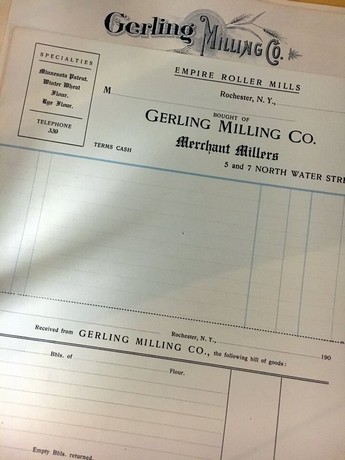 Gerling Milling Co.
EMPIRE ROLLER MILLS
SPECIALTIES
Minnesota Patent.
Winter Wheat
Flour.
Rye Flour.
TELEPHONE
330
Rochester, N. Y.,
M
BOUGHT OF
GERLING MILLING CO.
Merchant Millers
TERMS CASH
5 and 7 NORTH WATER STRE
Rochester, N. Y., 190
Received from GERLING MILLING CO., the following bill of goods:
Bbls. of Flour.
Empty Bbls. returned.